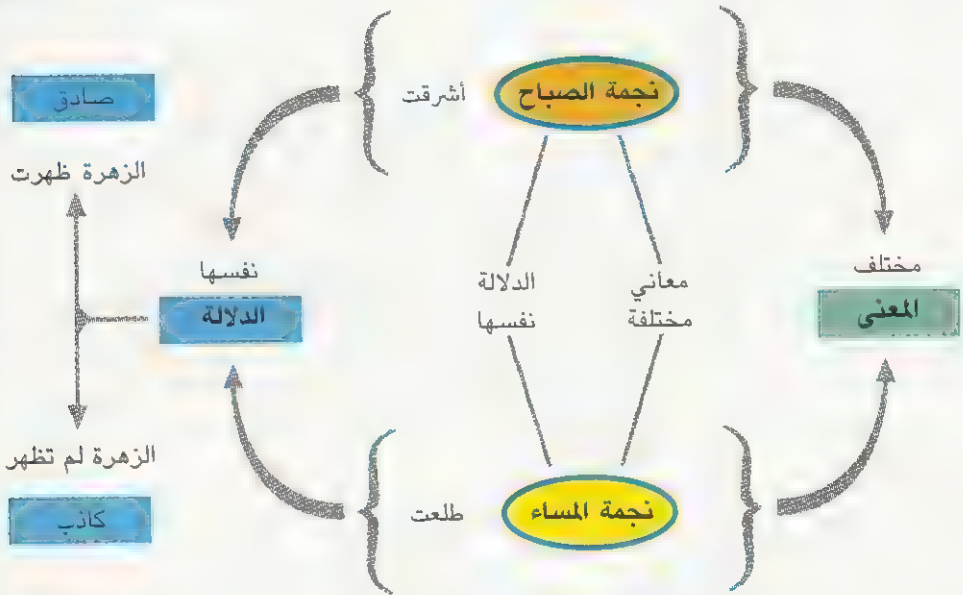 نجمة الصباح
أشرقت
صادق
الزهرة ظهرت
مختلف
المعنى
معاني
مختلفة
الدلالة
نفسها
نفسها
الدلالة
الزهرة لم تظهر
كاذب
نجمة المساء
طلعت